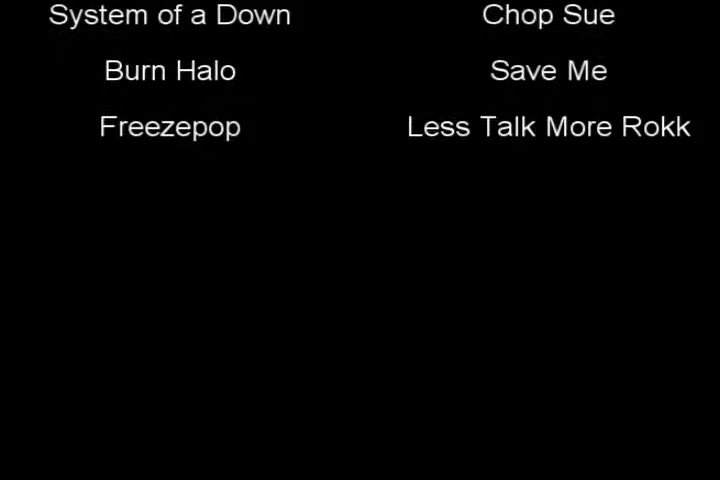 System of a Down Chop Sue
Burn Halo Save Me
Freezepop Less Talk More Rokk